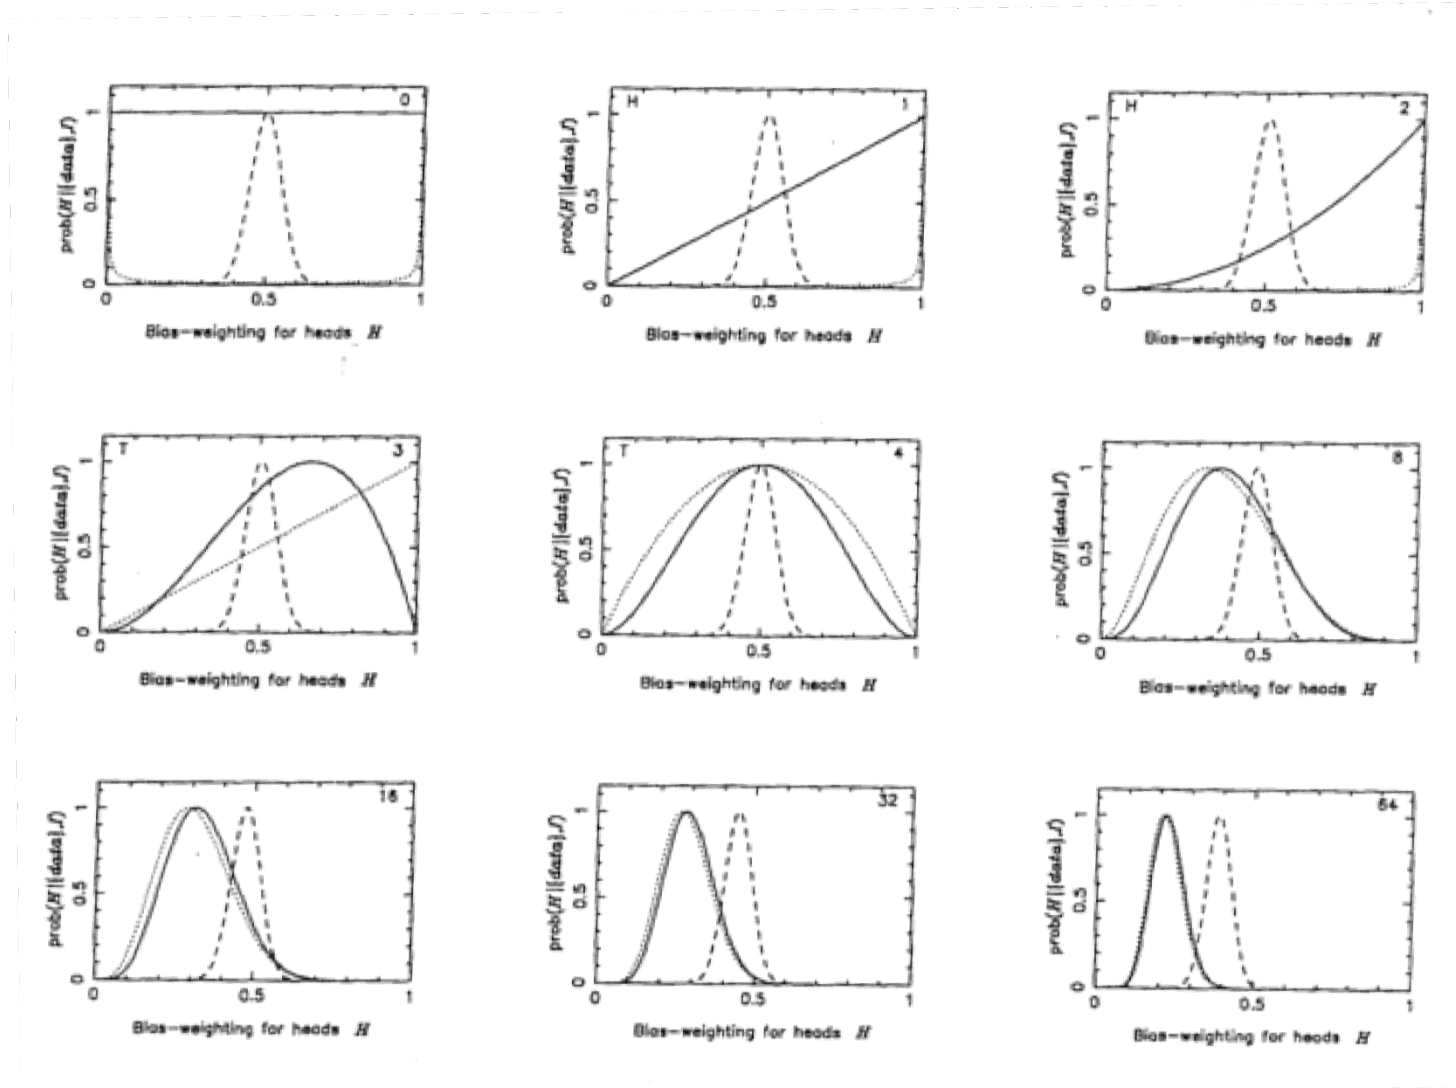 0
prob(H|{data},I)
1
0.5
0
0 0.5 1
Bias-weighting for heads H
H 1
prob(H|{data},I)
1
0.5
0
0 0.5 1
Bias-weighting for heads H
H 2
prob(H|{data},I)
1
0.5
0
0 0.5 1
Bias-weighting for heads H
T 3
prob(H|{data},I)
1
0.5
0
0 0.5 1
Bias-weighting for heads H
T 4
prob(H|{data},I)
1
0.5
0
0 0.5 1
Bias-weighting for heads H
8
prob(H|{data},I)
1
0.5
0
0 0.5 1
Bias-weighting for heads H
16
prob(H|{data},I)
1
0.5
0
0 0.5 1
Bias-weighting for heads H
32
prob(H|{data},I)
1
0.5
0
0 0.5 1
Bias-weighting for heads H
64
prob(H|{data},I)
1
0.5
0
0 0.5 1
Bias-weighting for heads H